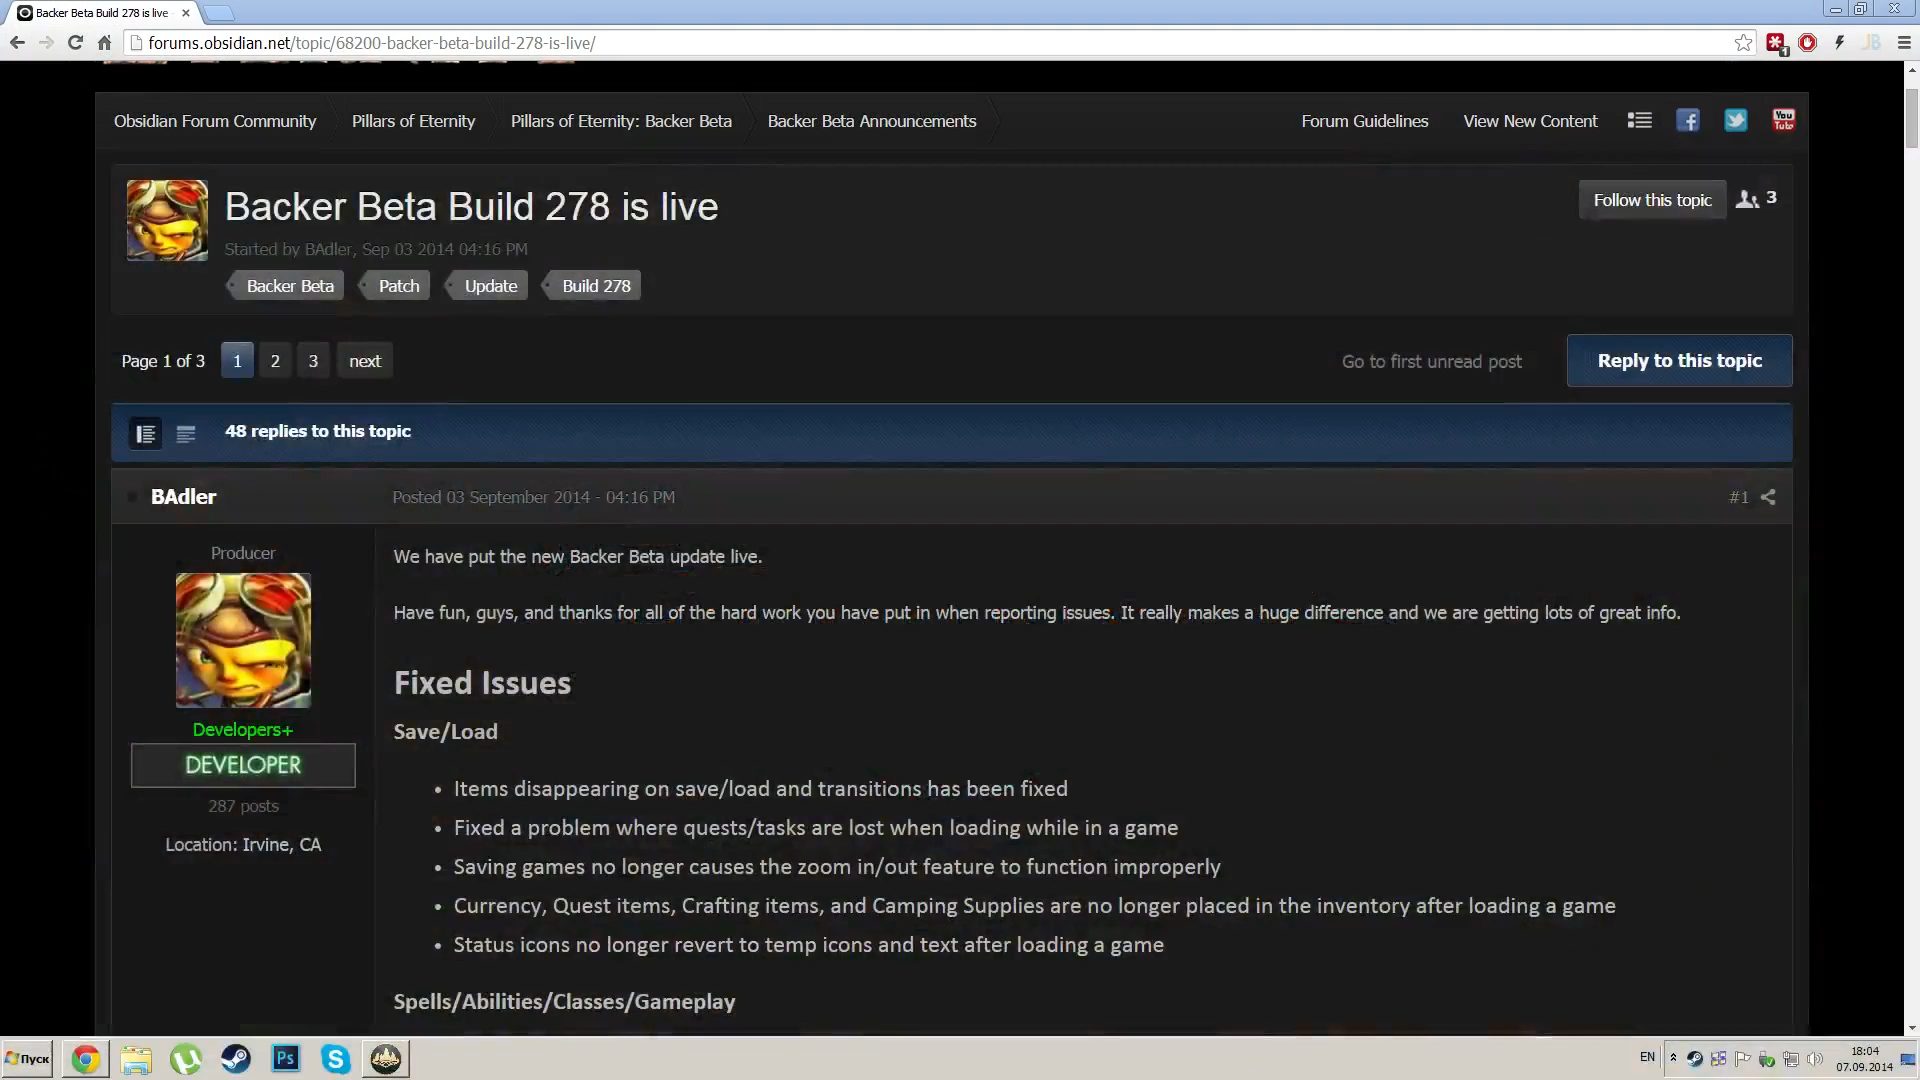 Backer Beta Build 278 is live
forums.obsidian.net/topic/68200-backer-beta-build-278-is-live/
1
Obsidian Forum Community Pillars of Eternity Pillars of Eternity: Backer Beta Backer Beta Announcements Forum Guidelines View New Content You Tube
Backer Beta Build 278 is live
Follow this topic 3
Started by BAdler, Sep 03 2014 04:16 PM
Backer Beta Patch Update Build 278
Page 1 of 3 1 2 3 next Go to first unread post Reply to this topic
48 replies to this topic
BAdler Posted 03 September 2014 - 04:16 PM #1
Producer
Developers+
DEVELOPER
287 posts
Location: Irvine, CA
We have put the new Backer Beta update live.
Have fun, guys, and thanks for all of the hard work you have put in when reporting issues. It really makes a huge difference and we are getting lots of great info.
Fixed Issues
Save/Load
• Items disappearing on save/load and transitions has been fixed
• Fixed a problem where quests/tasks are lost when loading while in a game
• Saving games no longer causes the zoom in/out feature to function improperly
• Currency, Quest items, Crafting items, and Camping Supplies are no longer placed in the inventory after loading a game
• Status icons no longer revert to temp icons and text after loading a game
Spells/Abilities/Classes/Gameplay
Пуск Ps EN 18:04
07.09.2014